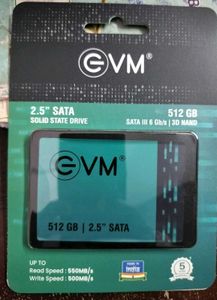 EVM®
2.5" SATA
SOLID STATE DRIVE
512 GB
SATA III 6 Gb/s | 3D NAND
EVM®
512 GB | 2.5" SATA
UP TO
Read Speed : 550MB/s
Write Speed : 500MB/s
5